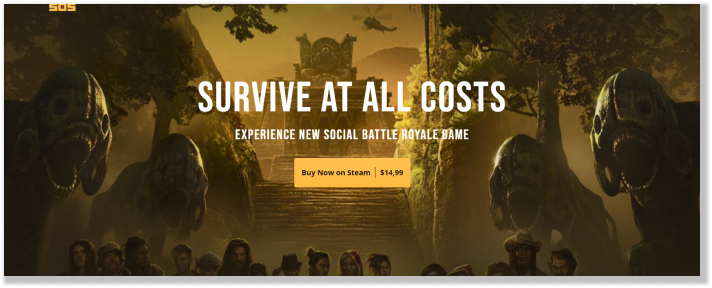 SOS
SURVIVE AT ALL COSTS
EXPERIENCE NEW SOCIAL BATTLE ROYALE GAME
Buy Now on Steam | $14,99